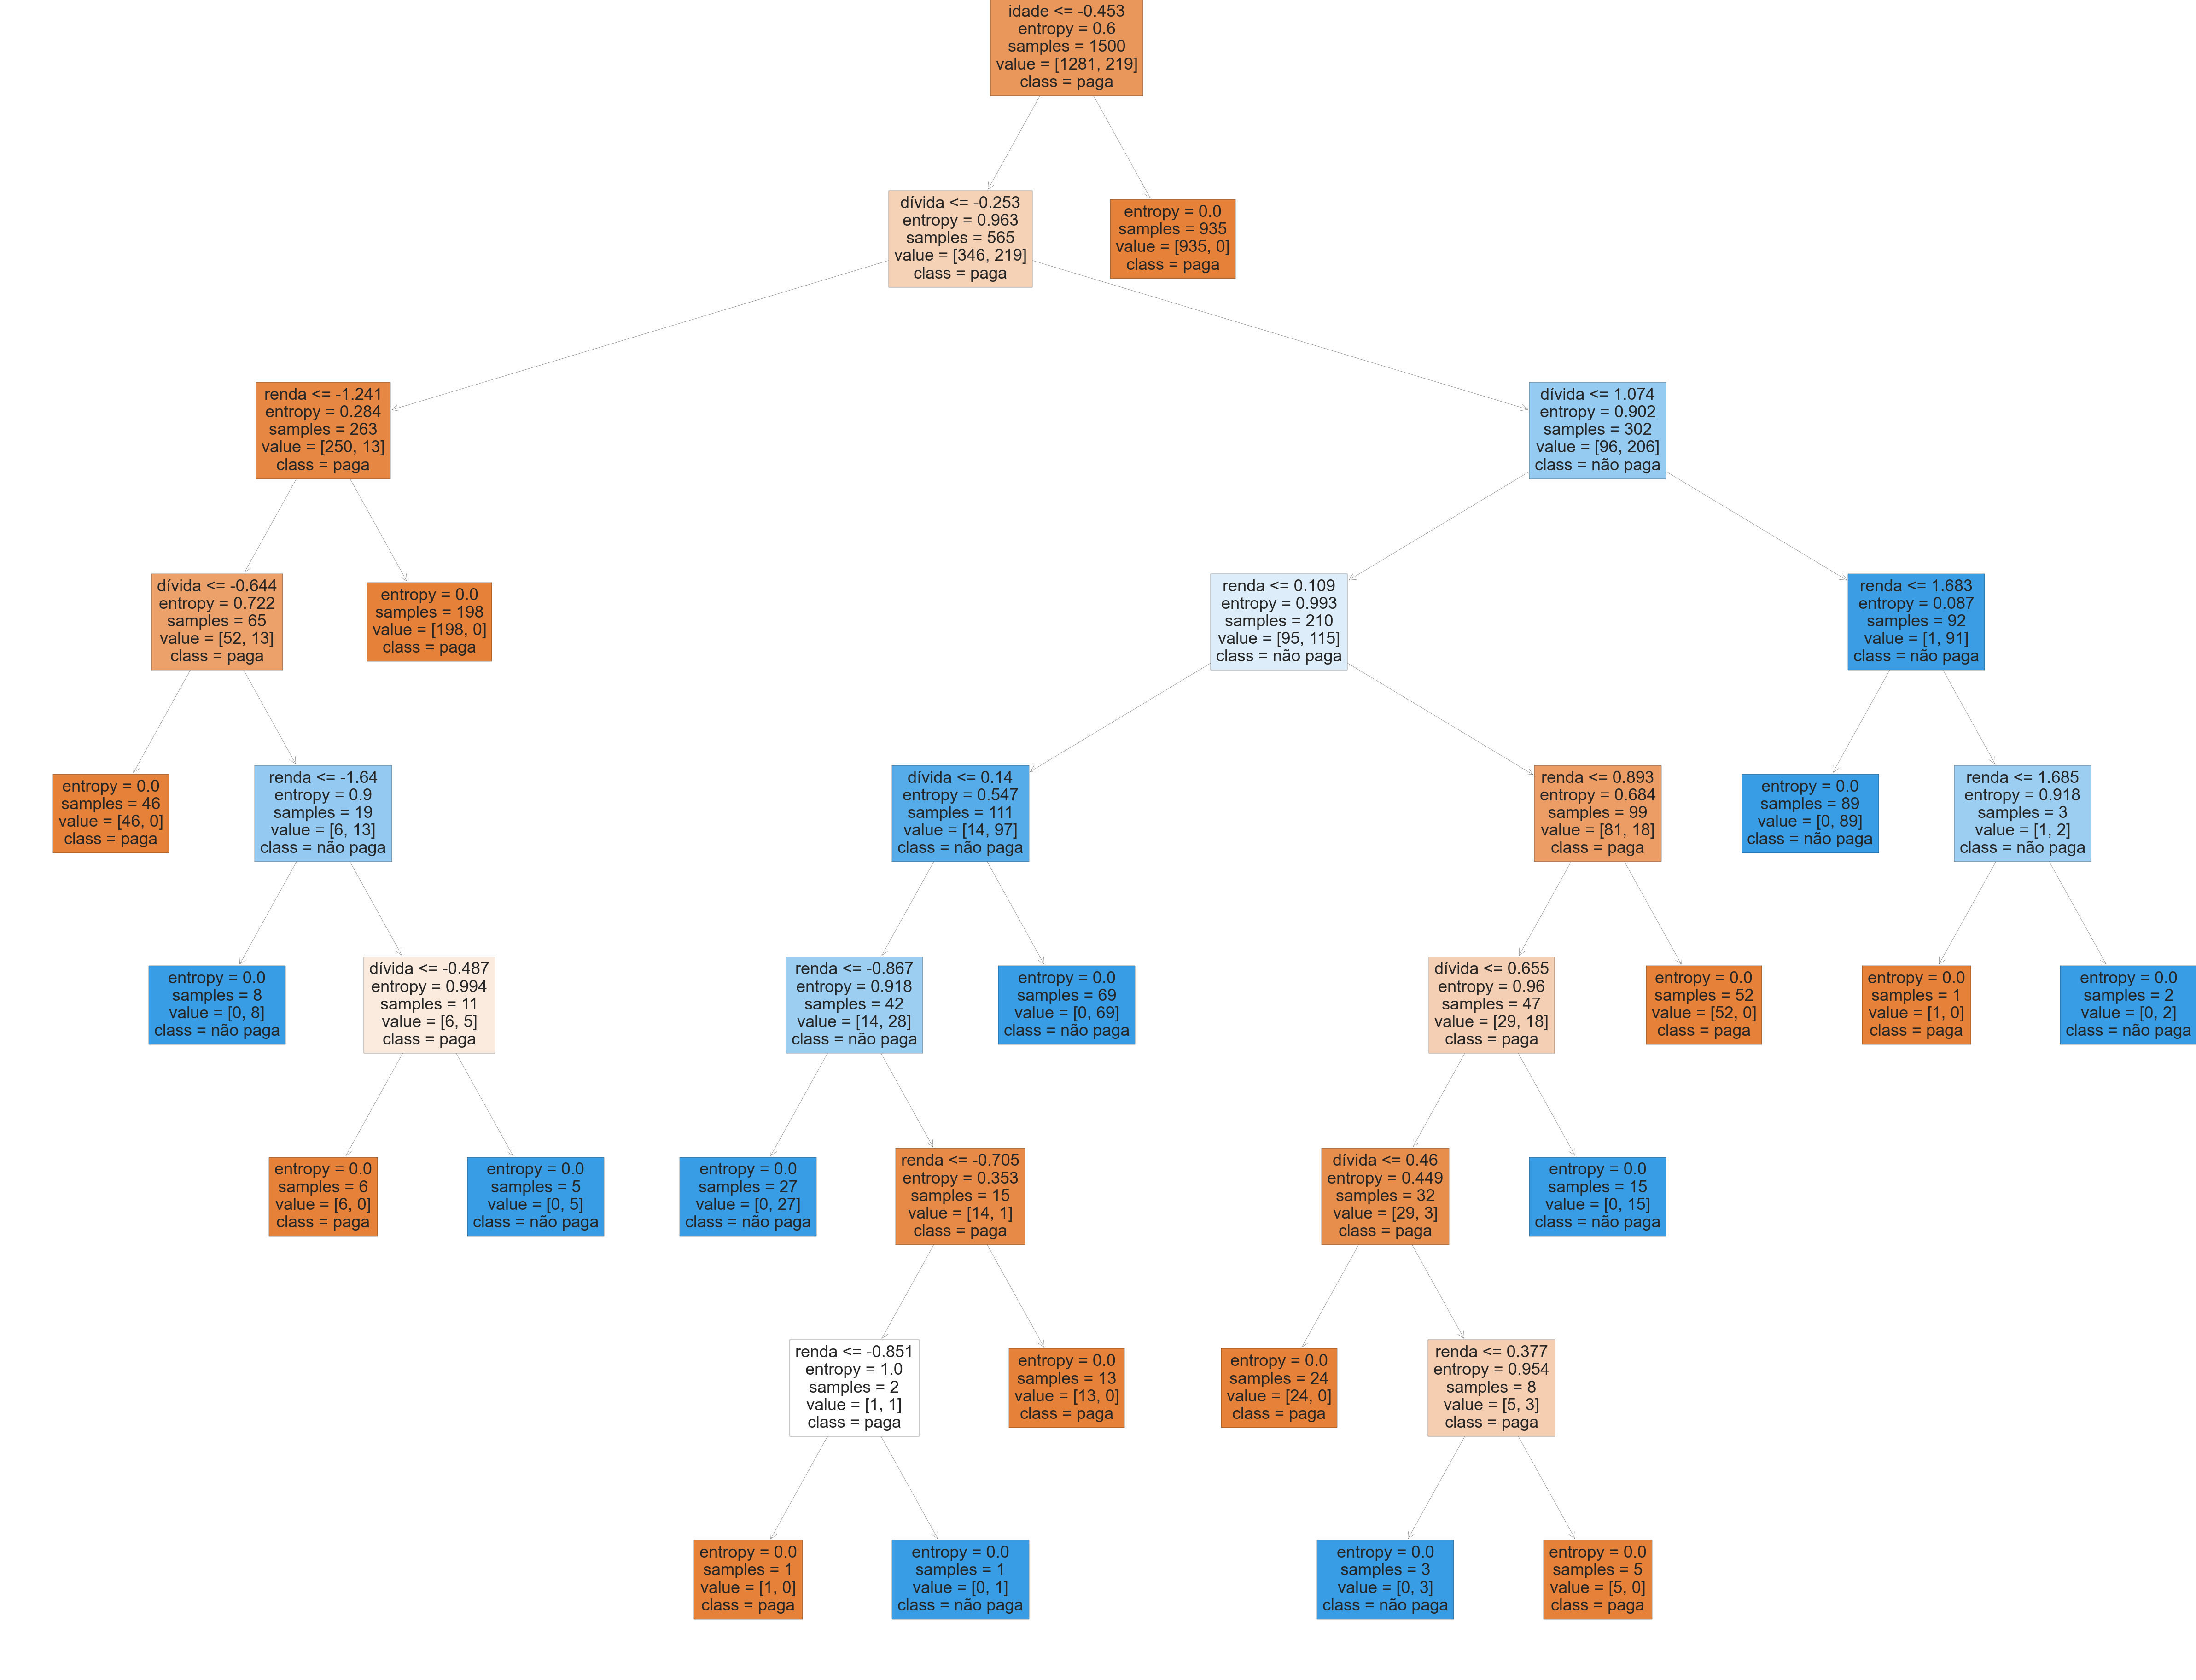 idade <= -0.453
entropy = 0.6
samples = 1500
value = [1281, 219]
class = paga
dívida <= -0.253
entropy = 0.963
samples = 565
value = [346, 219]
class = paga
entropy = 0.0
samples = 935
value = [935, 0]
class = paga
renda <= -1.241
entropy = 0.284
samples = 263
value = [250, 13]
class = paga
dívida <= 1.074
entropy = 0.902
samples = 302
value = [96, 206]
class = não paga
dívida <= -0.644
entropy = 0.722
samples = 65
value = [52, 13]
class = paga
entropy = 0.0
samples = 198
value = [198, 0]
class = paga
renda <= 0.109
entropy = 0.993
samples = 210
value = [95, 115]
class = não paga
renda <= 1.683
entropy = 0.087
samples = 92
value = [1, 91]
class = não paga
entropy = 0.0
samples = 46
value = [46, 0]
class = paga
renda <= -1.64
entropy = 0.9
samples = 19
value = [6, 13]
class = não paga
dívida <= 0.14
entropy = 0.547
samples = 111
value = [14, 97]
class = não paga
renda <= 0.893
entropy = 0.684
samples = 99
value = [81, 18]
class = paga
entropy = 0.0
samples = 89
value = [0, 89]
class = não paga
renda <= 1.685
entropy = 0.918
samples = 3
value = [1, 2]
class = não paga
entropy = 0.0
samples = 8
value = [0, 8]
class = não paga
dívida <= -0.487
entropy = 0.994
samples = 11
value = [6, 5]
class = paga
renda <= -0.867
entropy = 0.918
samples = 42
value = [14, 28]
class = não paga
entropy = 0.0
samples = 69
value = [0, 69]
class = não paga
dívida <= 0.655
entropy = 0.96
samples = 47
value = [29, 18]
class = paga
entropy = 0.0
samples = 52
value = [52, 0]
class = paga
entropy = 0.0
samples = 1
value = [1, 0]
class = paga
entropy = 0.0
samples = 2
value = [0, 2]
class = não paga
entropy = 0.0
samples = 6
value = [6, 0]
class = paga
entropy = 0.0
samples = 5
value = [0, 5]
class = não paga
entropy = 0.0
samples = 27
value = [0, 27]
class = não paga
renda <= -0.705
entropy = 0.353
samples = 15
value = [14, 1]
class = paga
dívida <= 0.46
entropy = 0.449
samples = 32
value = [29, 3]
class = paga
entropy = 0.0
samples = 15
value = [0, 15]
class = não paga
renda <= -0.851
entropy = 1.0
samples = 2
value = [1, 1]
class = paga
entropy = 0.0
samples = 13
value = [13, 0]
class = paga
entropy = 0.0
samples = 24
value = [24, 0]
class = paga
renda <= 0.377
entropy = 0.954
samples = 8
value = [5, 3]
class = paga
entropy = 0.0
samples = 1
value = [1, 0]
class = paga
entropy = 0.0
samples = 1
value = [0, 1]
class = não paga
entropy = 0.0
samples = 3
value = [0, 3]
class = não paga
entropy = 0.0
samples = 5
value = [5, 0]
class = paga